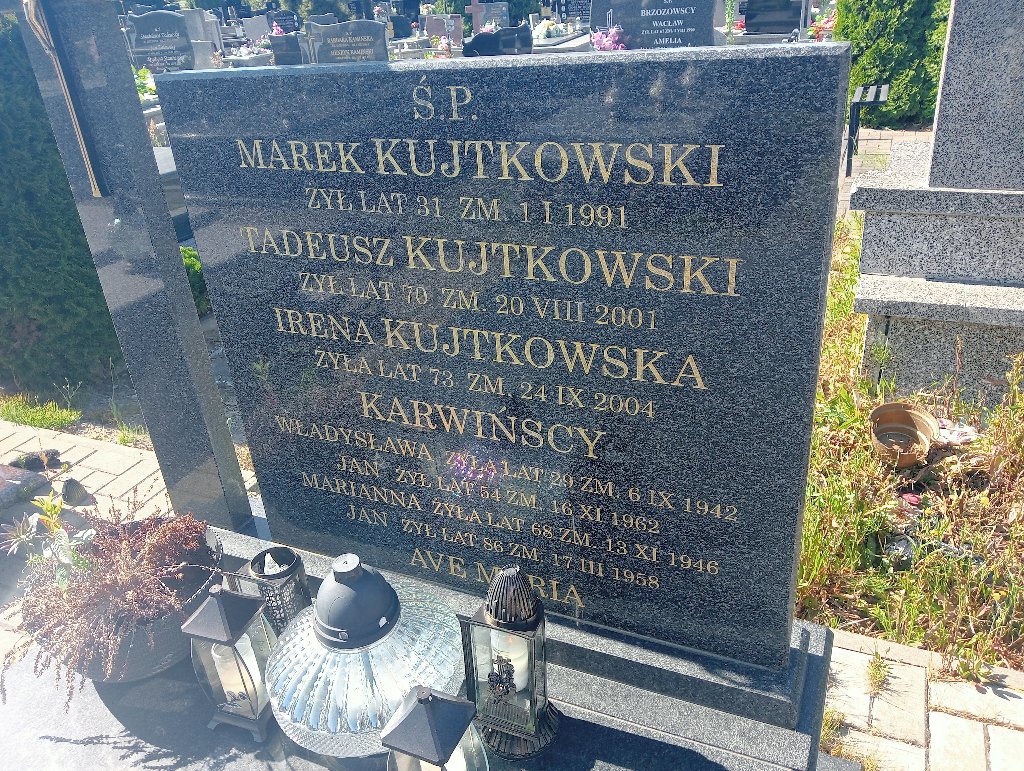 Ś.P.
MAREK KUJTKOWSKI
ŻYŁ LAT 31 ZM. 1 I 1991
TADEUSZ KUJTKOWSKI
ŻYŁ LAT 70 ZM. 20 VIII 2001
IRENA KUJTKOWSKA
ŻYŁA LAT 73 ZM. 24 IX 2004
KARWIŃSCY
WŁADYSŁAWA ŻYŁA LAT 29 ZM. 6 IX 1942
JAN ŻYŁ LAT 54 ZM. 16 XI 1962
MARIANNA ŻYŁA LAT 68 ZM. 13 XI 1946
JAN ŻYŁ LAT 86 ZM. 17 III 1958
AVE MARIA
BRZOZOWSCY
WACŁAW
AMELIA